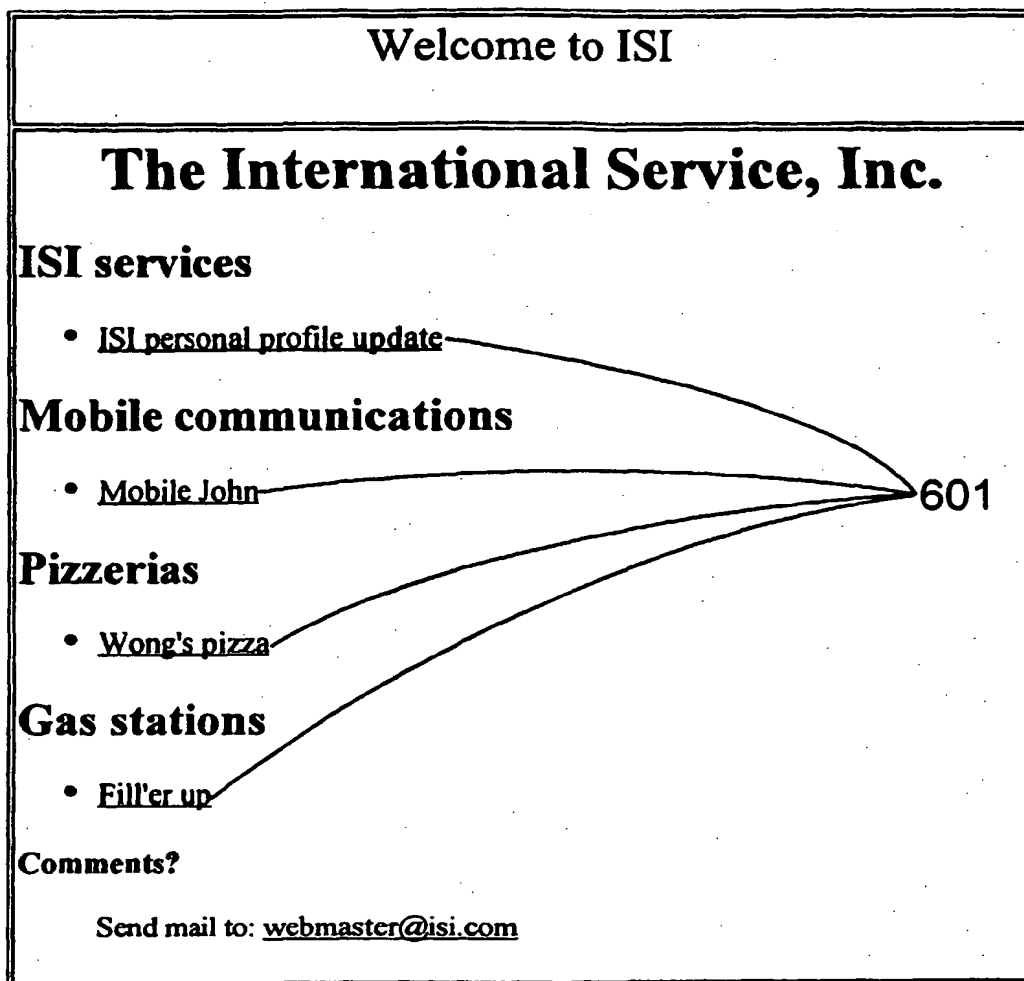 Welcome to ISI
The International Service, Inc.
ISI services
• ISI personal profile update
Mobile communications
• Mobile John
601
Pizzerias
• Wong's pizza
Gas stations
• Fill'er up
Comments?
Send mail to: webmaster@isi.com